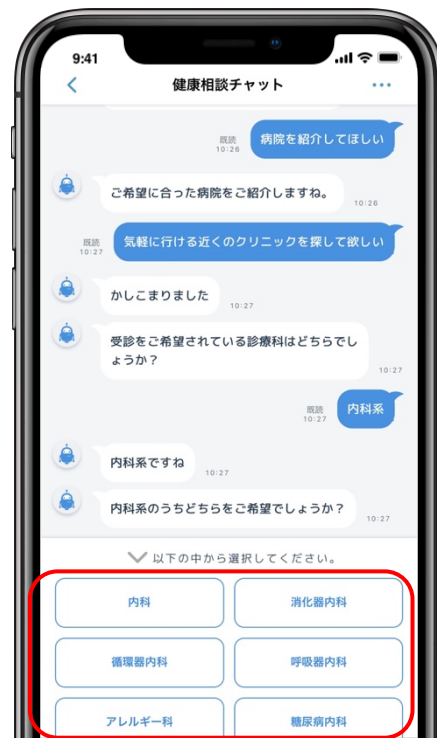 9:41
健康相談チャット
既読
10:26
病院を紹介してほしい
ご希望に合った病院をご紹介しますね。
10:26
既読
10:27
気軽に行ける近くのクリニックを探して欲しい
かしこまりました
10:27
受診をご希望されている診療科はどちらでし
ょうか？
10:27
既読
10:27
内科系
内科系ですね
10:27
内科系のうちどちらをご希望でしょうか？
10:27
以下の中から選択してください。
内科
消化器内科
循環器内科
呼吸器内科
アレルギー科
糖尿病内科